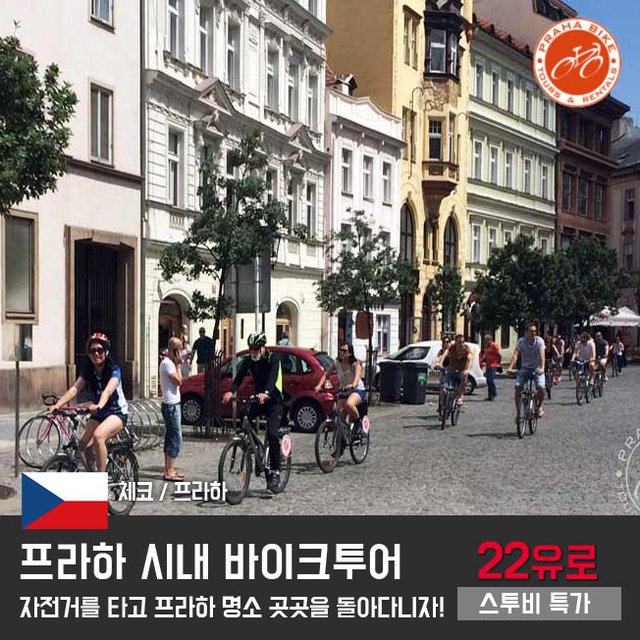 PRAHA BIKE
TOURS & RENTALS
체코 / 프라하
프라하 시내 바이크투어
22유로
자전거를 타고 프라하 명소 곳곳을 돌아다니자!
스투비 특가